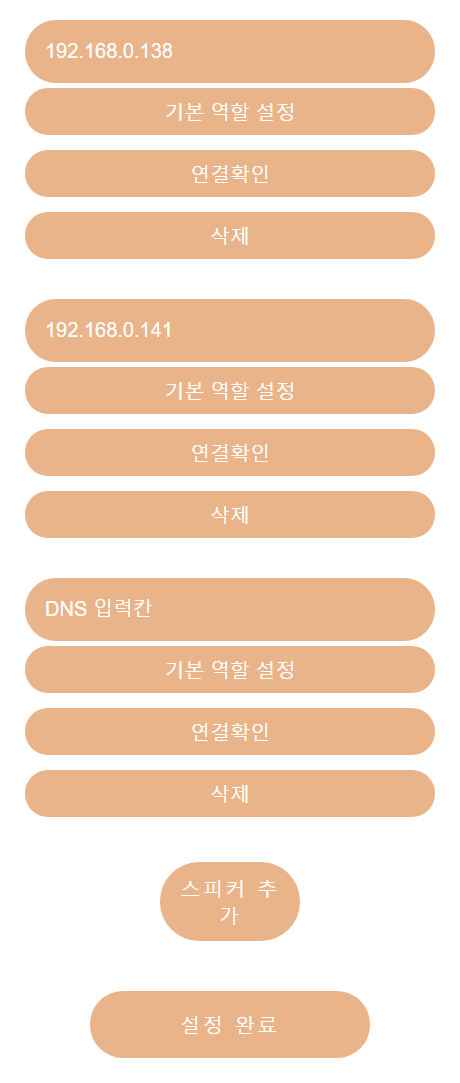 192.168.0.138
기본 역할 설정
연결확인
삭제
192.168.0.141
기본 역할 설정
연결확인
삭제
DNS 입력칸
기본 역할 설정
연결확인
삭제
스피커 추
가
설정 완료